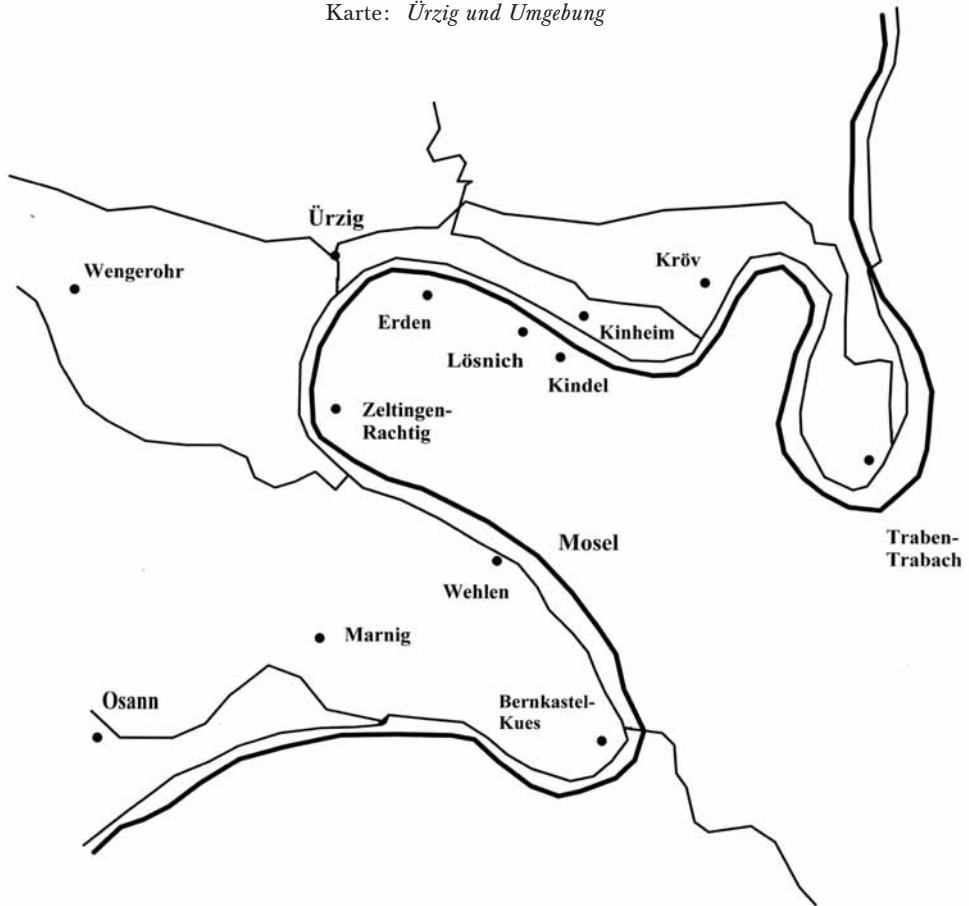 Karte: Ürzig und Umgebung
Ürzig
Wengerohr
Kröv
Erden
Kinheim
Lösnich
Kindel
Zeltingen-
Rachtig
Mosel
Traben-
Trabach
Wehlen
Marnig
Osann
Bernkastel-
Kues